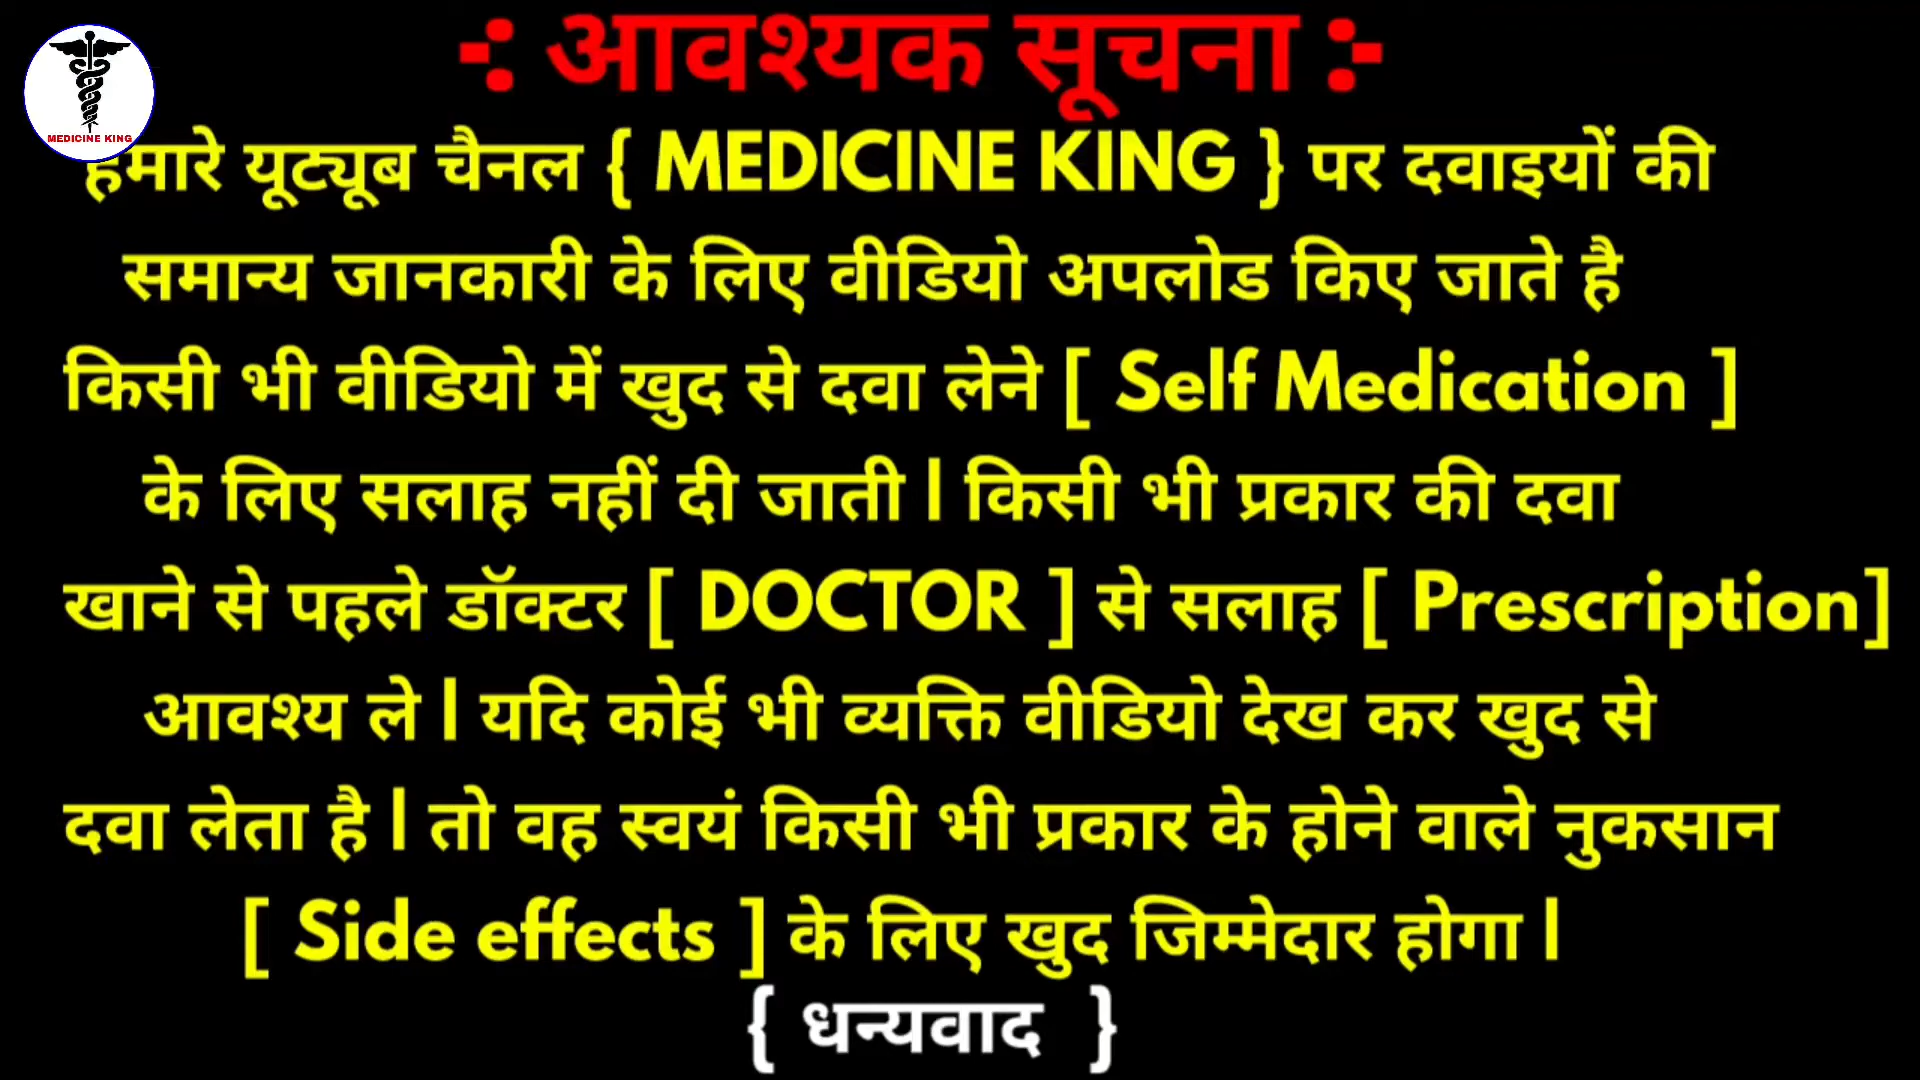 -: आवश्यक सूचना :-
MEDICINE KING
हमारे यूट्यूब चैनल { MEDICINE KING } पर दवाइयों की
समान्य जानकारी के लिए वीडियो अपलोड किए जाते है
किसी भी वीडियो में खुद से दवा लेने [ Self Medication ]
के लिए सलाह नहीं दी जाती | किसी भी प्रकार की दवा
खाने से पहले डॉक्टर [ DOCTOR ] से सलाह [ Prescription]
आवश्य ले | यदि कोई भी व्यक्ति वीडियो देख कर खुद से
दवा लेता है | तो वह स्वयं किसी भी प्रकार के होने वाले नुकसान
[ Side effects ] के लिए खुद जिम्मेदार होगा |
{ धन्यवाद }